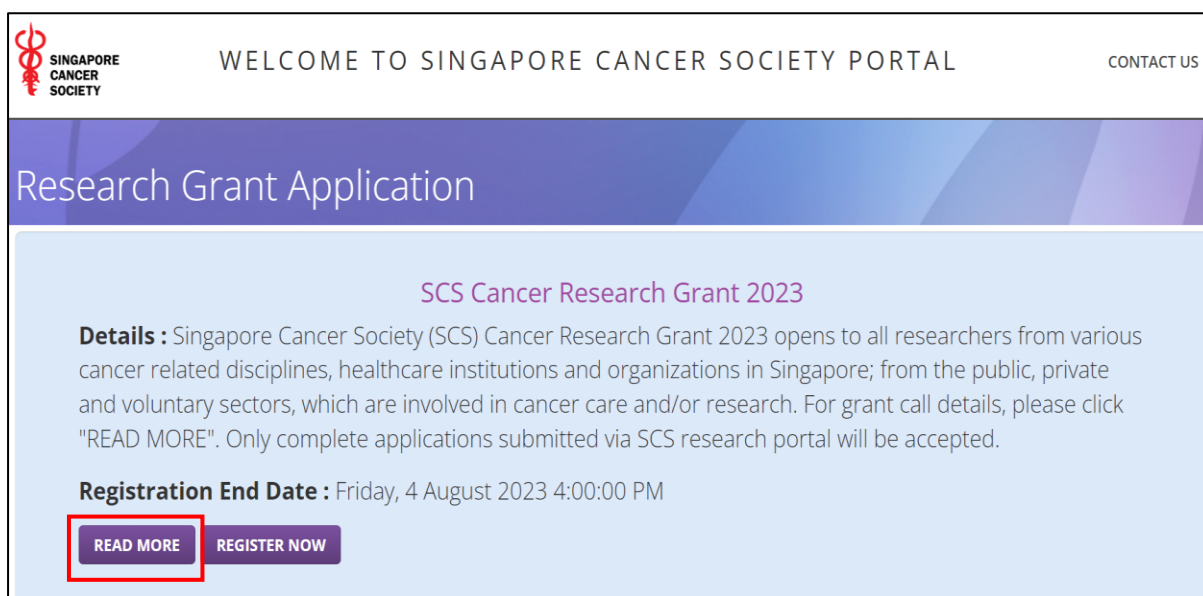 SINGAPORE
CANCER
SOCIETY
WELCOME TO SINGAPORE CANCER SOCIETY PORTAL
CONTACT US
Research Grant Application
SCS Cancer Research Grant 2023
Details : Singapore Cancer Society (SCS) Cancer Research Grant 2023 opens to all researchers from various
cancer related disciplines, healthcare institutions and organizations in Singapore; from the public, private
and voluntary sectors, which are involved in cancer care and/or research. For grant call details, please click
"READ MORE". Only complete applications submitted via SCS research portal will be accepted.
Registration End Date : Friday, 4 August 2023 4:00:00 PM
READ MORE
REGISTER NOW